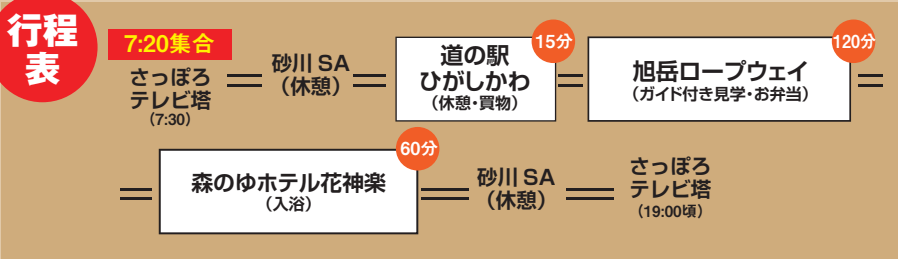 行程
表
7:20集合
さっぽろ
テレビ塔
(7:30)
砂川 SA
(休憩)
15分
道の駅
ひがしかわ
(休憩・買物)
120分
旭岳ロープウェイ
(ガイド付き見学・お弁当)
60分
森のゆホテル花神楽
(入浴)
砂川 SA
(休憩)
さっぽろ
テレビ塔
(19:00頃)